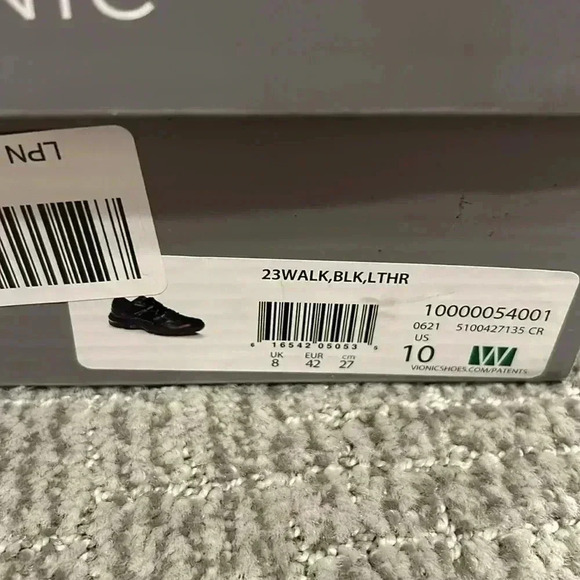 NIC
LPN
23WALK,BLK,LTHR
10000054001
0621 5100427135 CR
6 16542 05053 5
UK EUR cm US
8 42 27 10 W
VIONICSHOES.COM/PATENTS